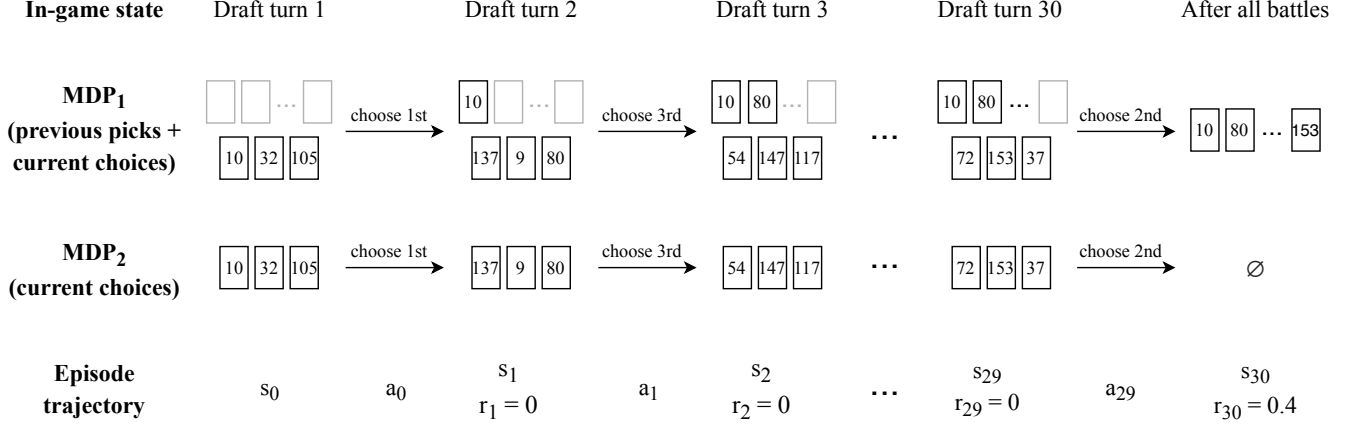 In-game state Draft turn 1 Draft turn 2 Draft turn 3 Draft turn 30 After all battles
MDP1
(previous picks +
current choices)
... 10 ... 10 80 ... 10 80 ...
choose 1st choose 3rd ... choose 2nd 10 80 ... 153
10 32 105 137 9 80 54 147 117 72 153 37
MDP2
(current choices)
10 32 105 choose 1st 137 9 80 choose 3rd 54 147 117 ... 72 153 37 choose 2nd ∅
Episode
trajectory
s0 a0 s1 a1 s2 ... s29 a29 s30
r1 = 0 r2 = 0 r29 = 0 r30 = 0.4